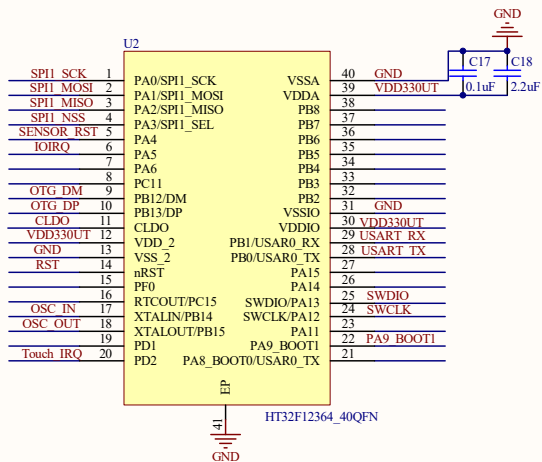 GND
U2
C17
C18
0.1uF
2.2uF
SPI1_SCK 1 PA0/SPI1_SCK VSSA 40 GND
SPI1_MOSI 2 PA1/SPI1_MOSI VDDA 39 VDD330UT
SPI1_MISO 3 PA2/SPI1_MISO PB8 38
SPI1_NSS 4 PA3/SPI1_SEL PB7 37
SENSOR_RST 5 PA4 PB6 36
IOIRQ 6 PA5 PB5 35
7 PA6 PB4 34
8 PC11 PB3 33
OTG_DM 9 PB12/DM PB2 32
OTG_DP 10 PB13/DP VSSIO 31 GND
CLDO 11 CLDO VDDIO 30 VDD330UT
VDD330UT 12 VDD_2 PB1/USAR0_RX 29 USART_RX
GND 13 VSS_2 PB0/USAR0_TX 28 USART_TX
RST 14 nRST PA15 27
15 PF0 PA14 26
16 RTCOUT/PC15 SWDIO/PA13 25 SWDIO
OSC_IN 17 XTALIN/PB14 SWCLK/PA12 24 SWCLK
OSC_OUT 18 XTALOUT/PB15 PA11 23
19 PD1 PA9_BOOT1 22 PA9_BOOT1
Touch_IRQ 20 PD2 PA8_BOOT0/USAR0_TX 21
EP
41
HT32F12364_40QFN
GND